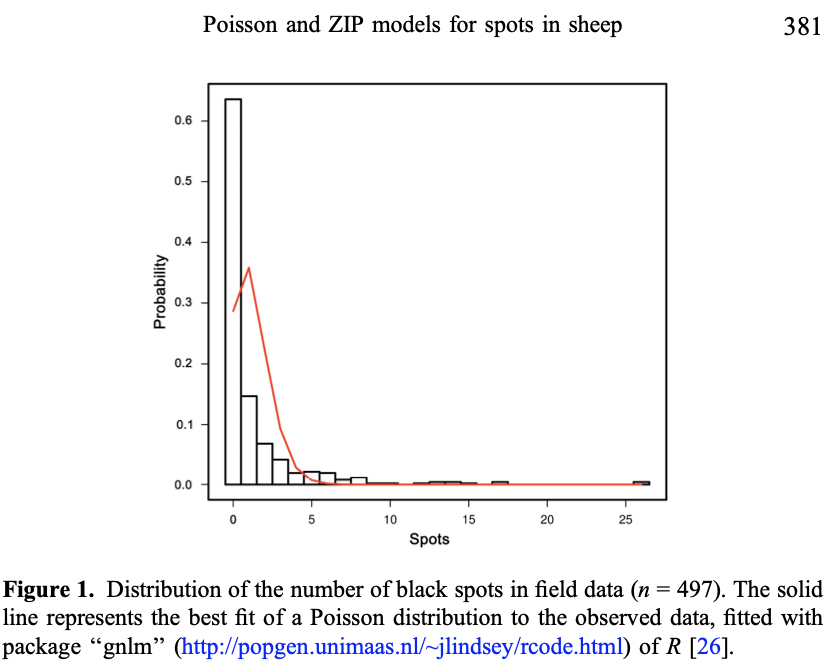 Poisson and ZIP models for spots in sheep 381
0.6
0.5
0.4
0.3
0.2
0.1
0.0
Probability
0 5 10 15 20 25
Spots
Figure 1. Distribution of the number of black spots in field data (n = 497). The solid
line represents the best fit of a Poisson distribution to the observed data, fitted with
package “gnlm” (http://popgen.unimaas.nl/~jlindsey/rcode.html) of R [26].